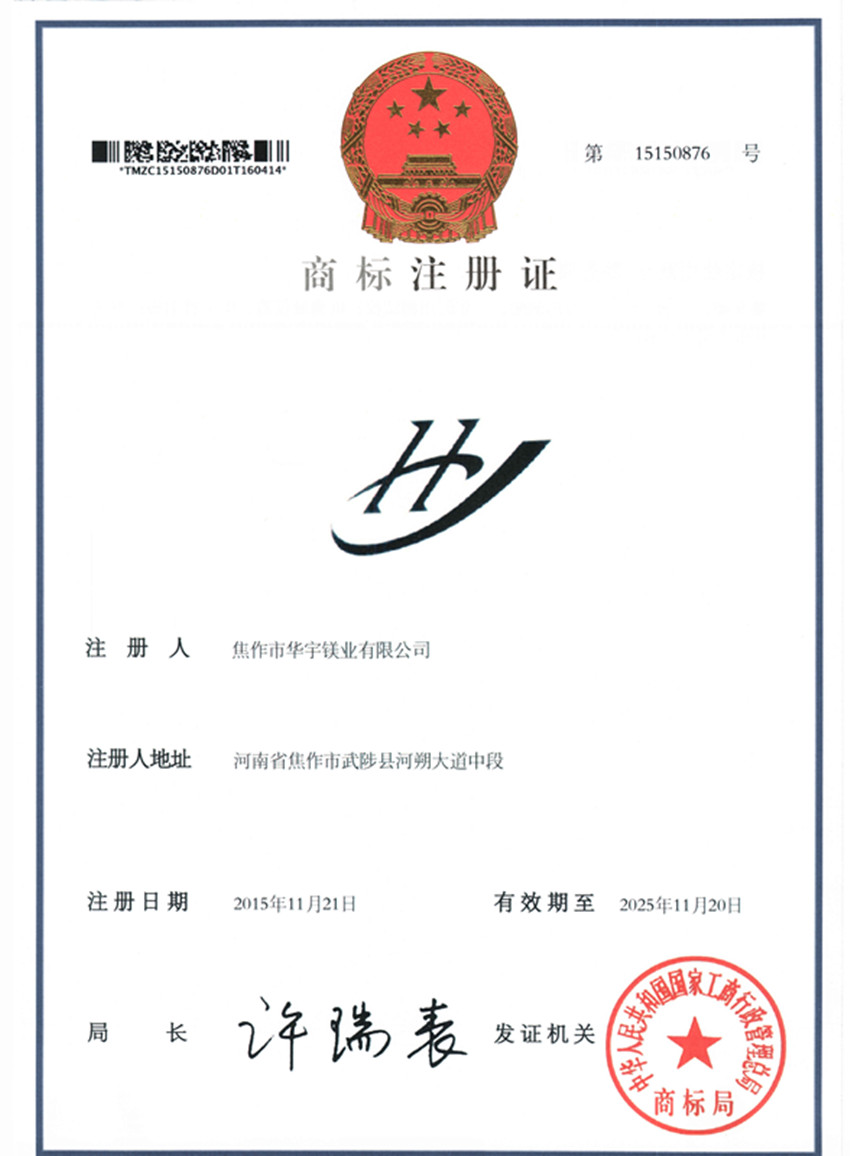 *TMZC15150876D01T160414*
第 15150876 号
商标注册证
HY
注册人 焦作市华宇镁业有限公司
注册人地址 河南省焦作市武陟县河朔大道中段
注册日期 2015年11月21日 有效期至 2025年11月20日
局长 许瑞表 发证机关
中华人民共和国国家工商行政管理总局
商标局